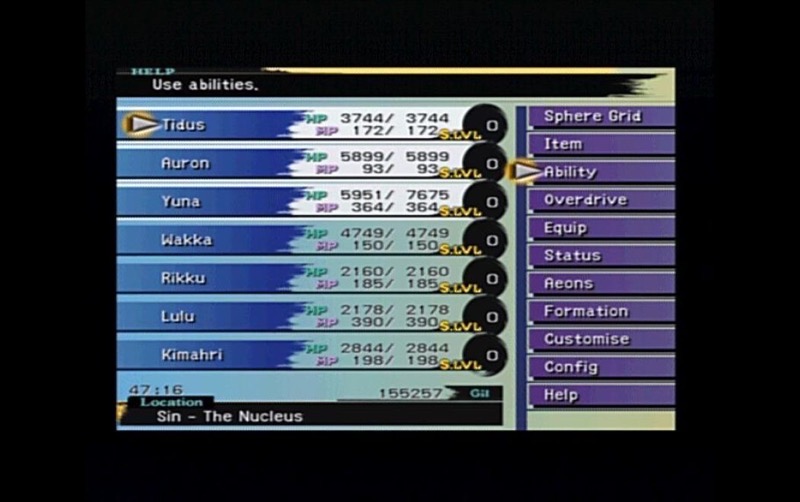 HELP
Use abilities.
Tidus HP 3744/ 3744 MP 172/ 172 S.LVL 0
Auron HP 5899/ 5899 MP 93/ 93 S.LVL 0
Yuna HP 5951/ 7675 MP 364/ 364 S.LVL 0
Wakka HP 4749/ 4749 MP 150/ 150 S.LVL 0
Rikku HP 2160/ 2160 MP 185/ 185 S.LVL 0
Lulu HP 2178/ 2178 MP 390/ 390 S.LVL 0
Kimahri HP 2844/ 2844 MP 198/ 198 S.LVL 0
47:16
155257 Gil
Location
Sin - The Nucleus
Sphere Grid
Item
Ability
Overdrive
Equip
Status
Aeons
Formation
Customise
Config
Help